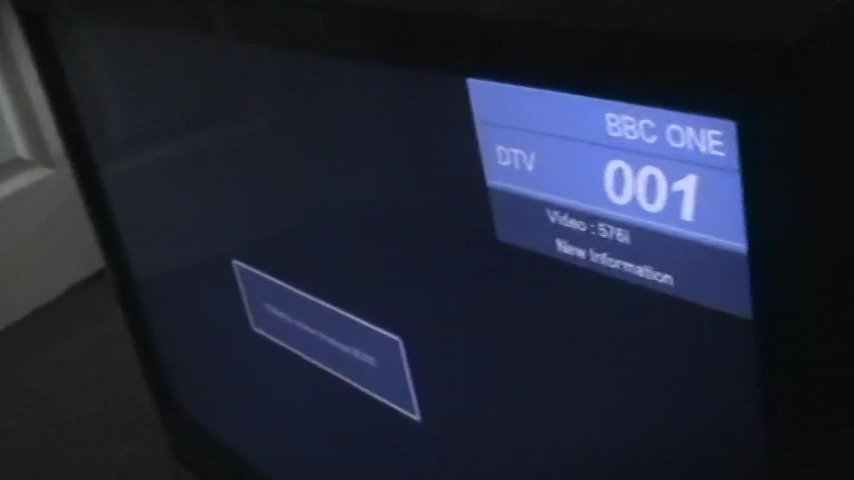 BBC ONE
DTV 001
Video : 576i
New Information